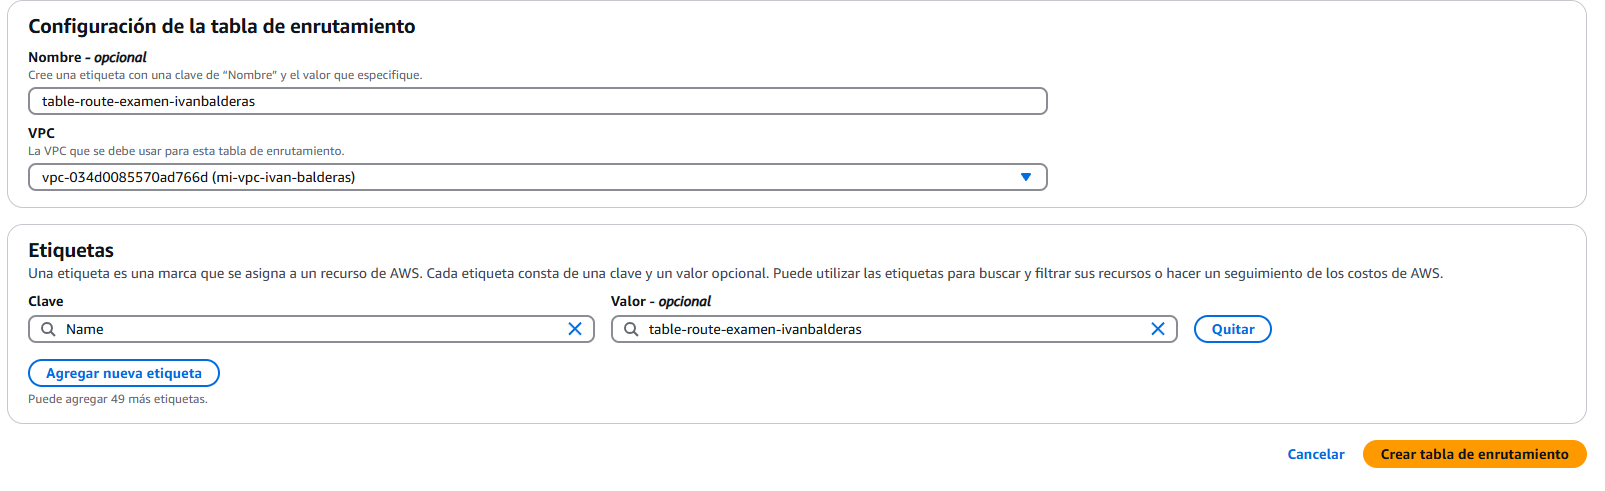 Configuración de la tabla de enrutamiento
Nombre - opcional
Cree una etiqueta con una clave de “Nombre” y el valor que especifique.
table-route-examen-ivanbalderas
VPC
La VPC que se debe usar para esta tabla de enrutamiento.
vpc-034d0085570ad766d (mi-vpc-ivan-balderas)
Etiquetas
Una etiqueta es una marca que se asigna a un recurso de AWS. Cada etiqueta consta de una clave y un valor opcional. Puede utilizar las etiquetas para buscar y filtrar sus recursos o hacer un seguimiento de los costos de AWS.
Clave Valor - opcional
Name table-route-examen-ivanbalderas Quitar
Agregar nueva etiqueta
Puede agregar 49 más etiquetas.
Cancelar Crear tabla de enrutamiento